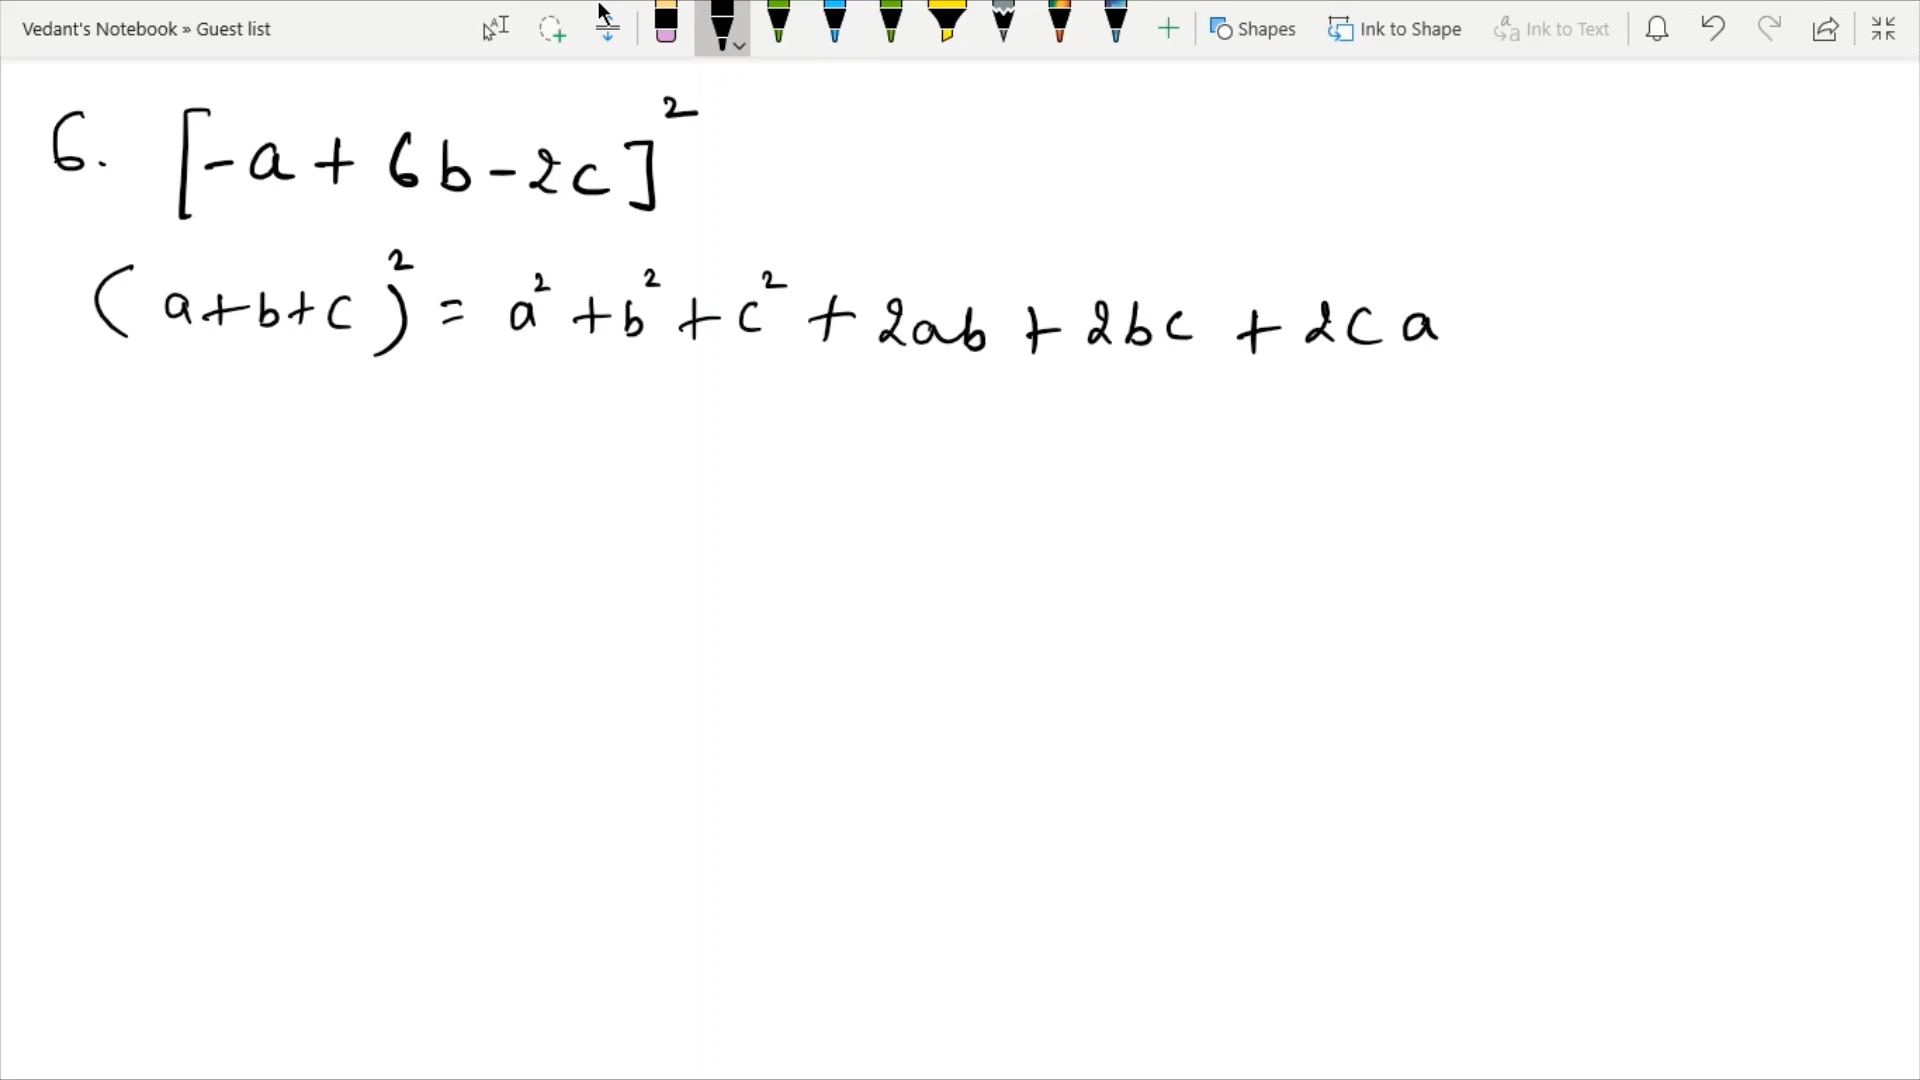 Vedant's Notebook » Guest list Shapes Ink to Shape Ink to Text
6. [-a + 6b - 2c]²
(a+b+c)² = a² + b² + c² + 2ab + 2bc + 2ca